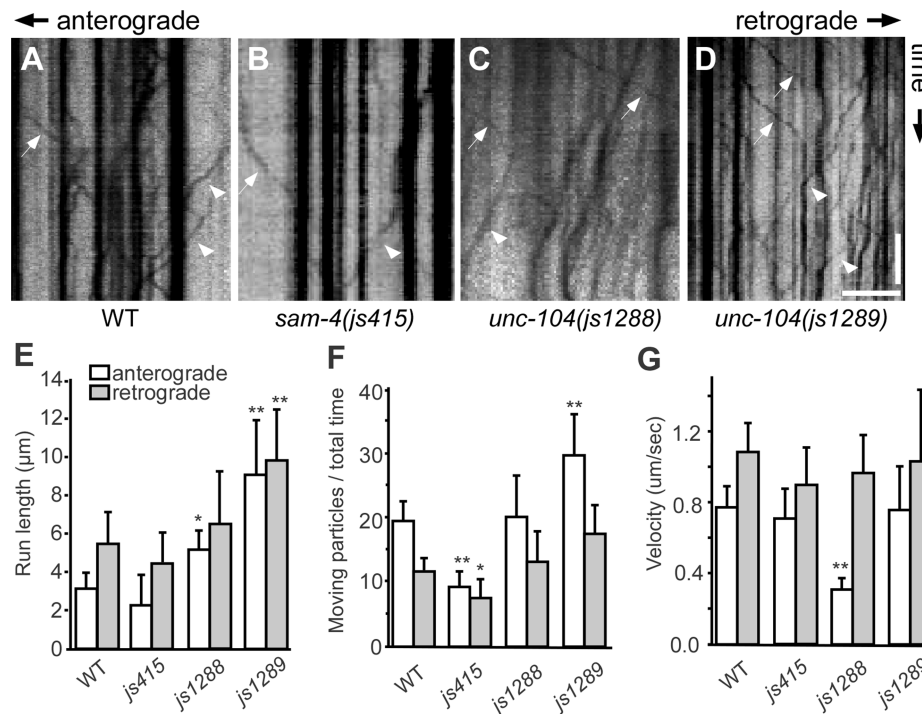 anterograde
retrograde
A
B
C
D
time
WT
sam-4(js415)
unc-104(js1288)
unc-104(js1289)
E
14
12
10
8
6
4
2
0
Run length (µm)
anterograde
retrograde
*
**
**
WT
js415
js1288
js1289
F
40
30
20
10
0
Moving particles / total time
**
*
**
WT
js415
js1288
js1289
G
1.2
0.8
0.4
0.0
Velocity (um/sec)
**
WT
js415
js1288
js1289